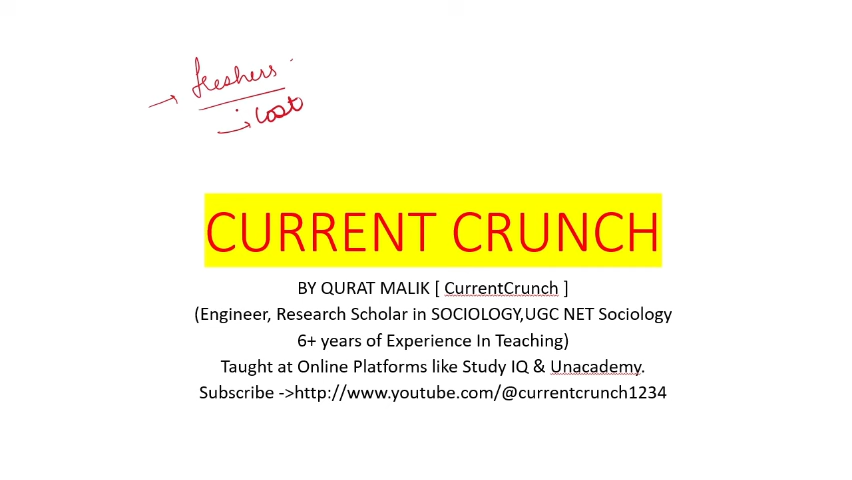 → freshers
→ Cost
CURRENT CRUNCH
BY QURAT MALIK [ CurrentCrunch ]
(Engineer, Research Scholar in SOCIOLOGY,UGC NET Sociology
6+ years of Experience In Teaching)
Taught at Online Platforms like Study IQ & Unacademy.
Subscribe ->http://www.youtube.com/@currentcrunch1234